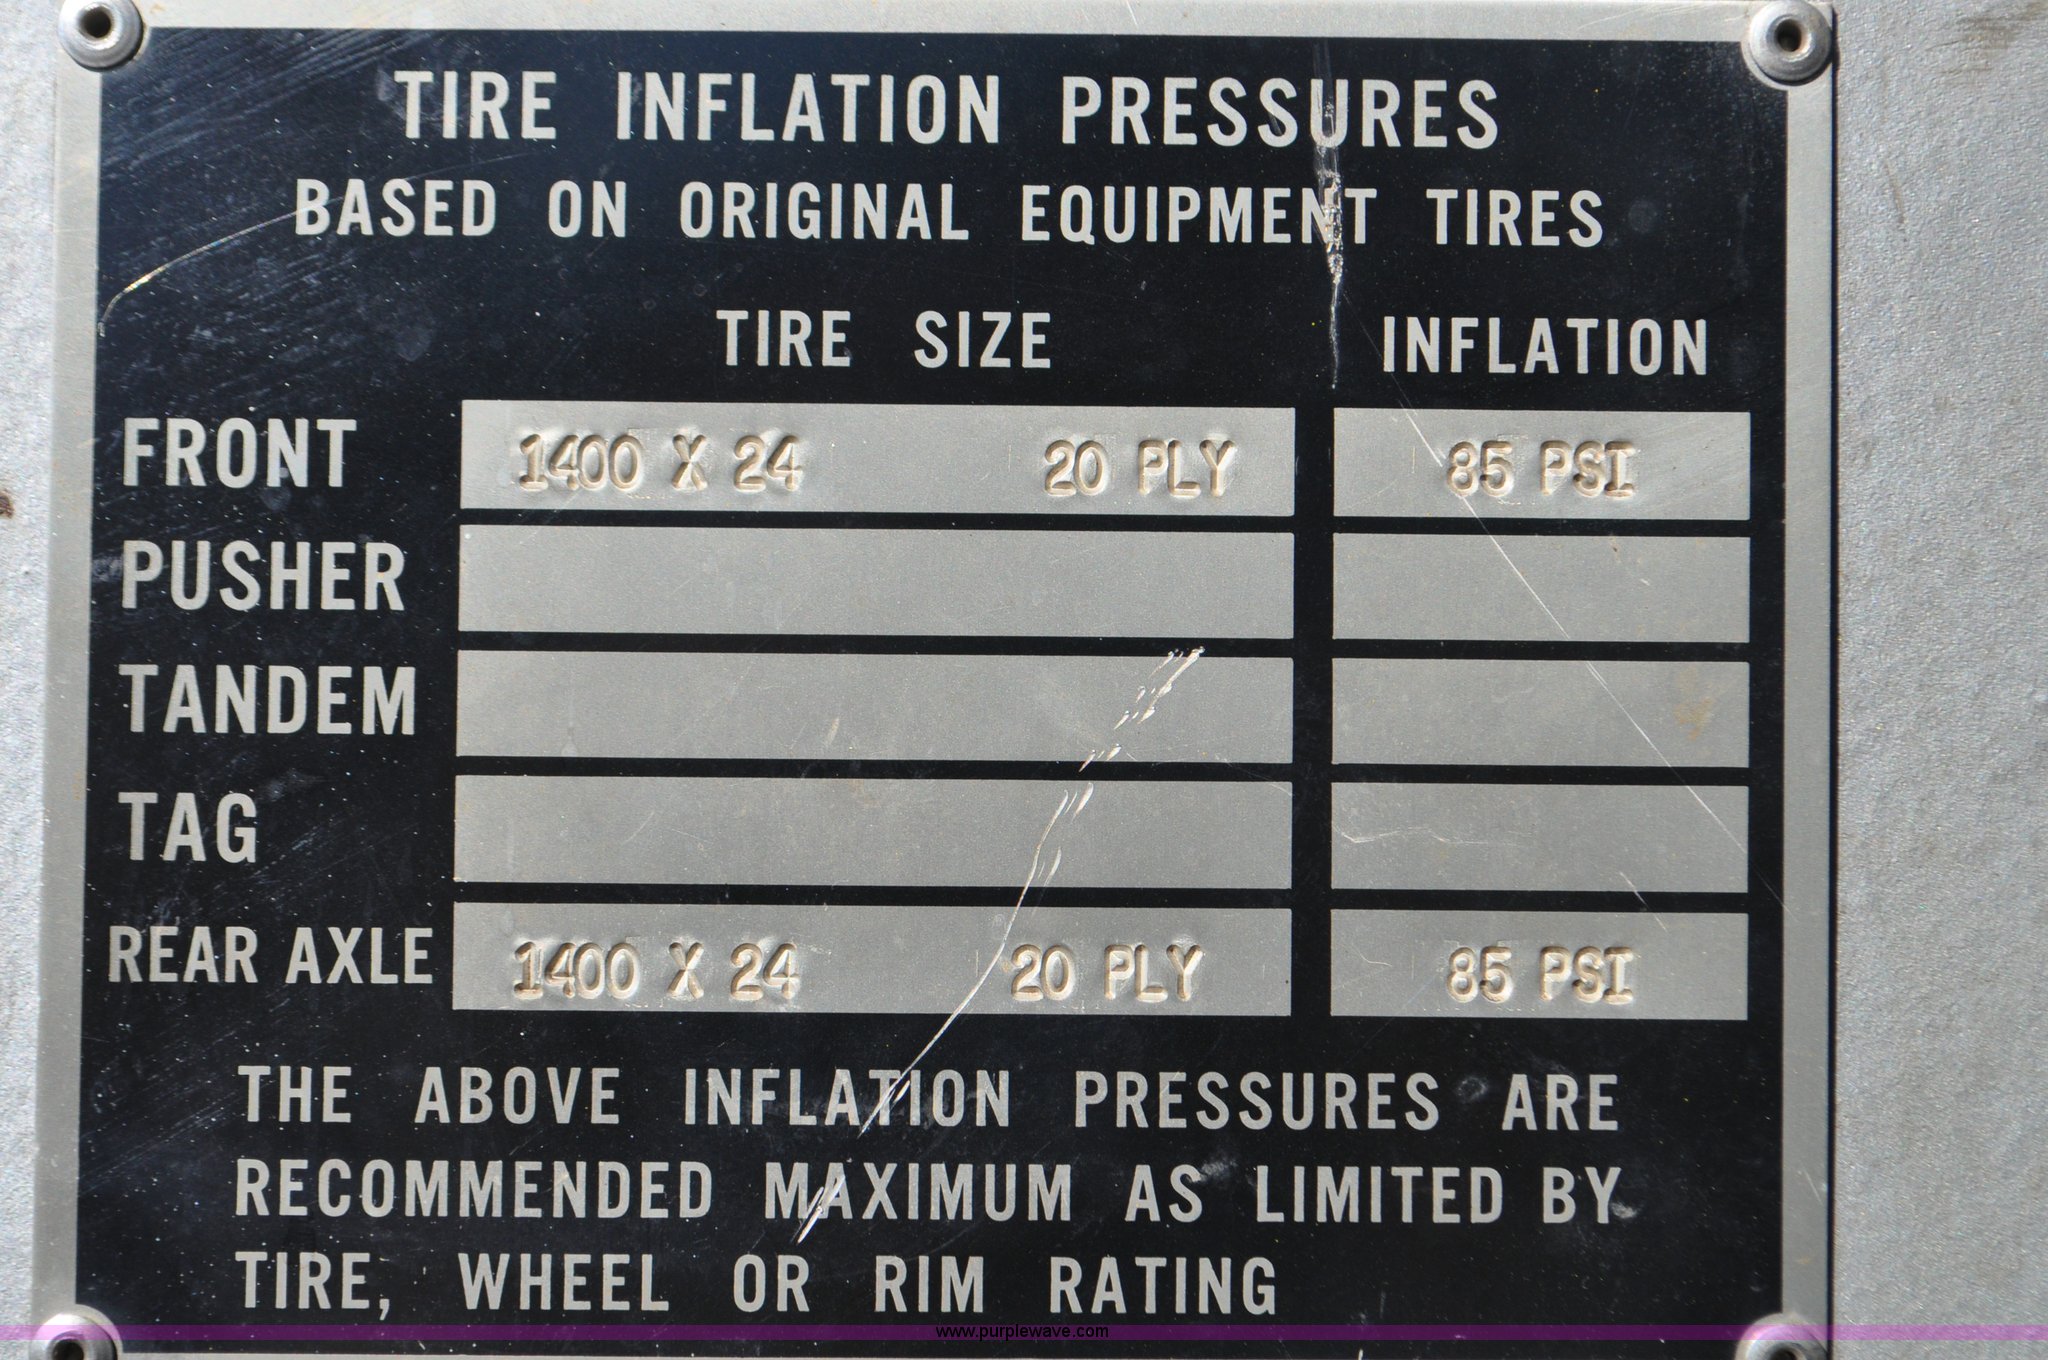 TIRE INFLATION PRESSURES
BASED ON ORIGINAL EQUIPMENT TIRES
TIRE SIZE INFLATION
FRONT 1400 X 24 20 PLY 85 PSI
PUSHER
TANDEM
TAG
REAR AXLE 1400 X 24 20 PLY 85 PSI
THE ABOVE INFLATION PRESSURES ARE
RECOMMENDED MAXIMUM AS LIMITED BY
TIRE, WHEEL OR RIM RATING
www.purplewave.com